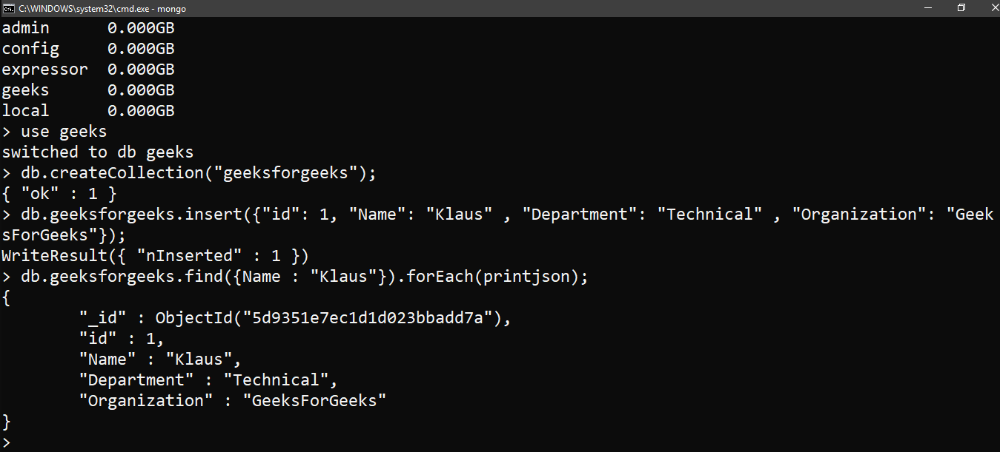 C:\WINDOWS\system32\cmd.exe - mongo
admin      0.000GB
config     0.000GB
expressor  0.000GB
geeks      0.000GB
local      0.000GB
> use geeks
switched to db geeks
> db.createCollection("geeksforgeeks");
{ "ok" : 1 }
> db.geeksforgeeks.insert({"id": 1, "Name": "Klaus" , "Department": "Technical" , "Organization": "Geek
sForGeeks"});
WriteResult({ "nInserted" : 1 })
> db.geeksforgeeks.find({Name : "Klaus"}).forEach(printjson);
{
        "_id" : ObjectId("5d9351e7ec1d1d023bbadd7a"),
        "id" : 1,
        "Name" : "Klaus",
        "Department" : "Technical",
        "Organization" : "GeeksForGeeks"
}
>